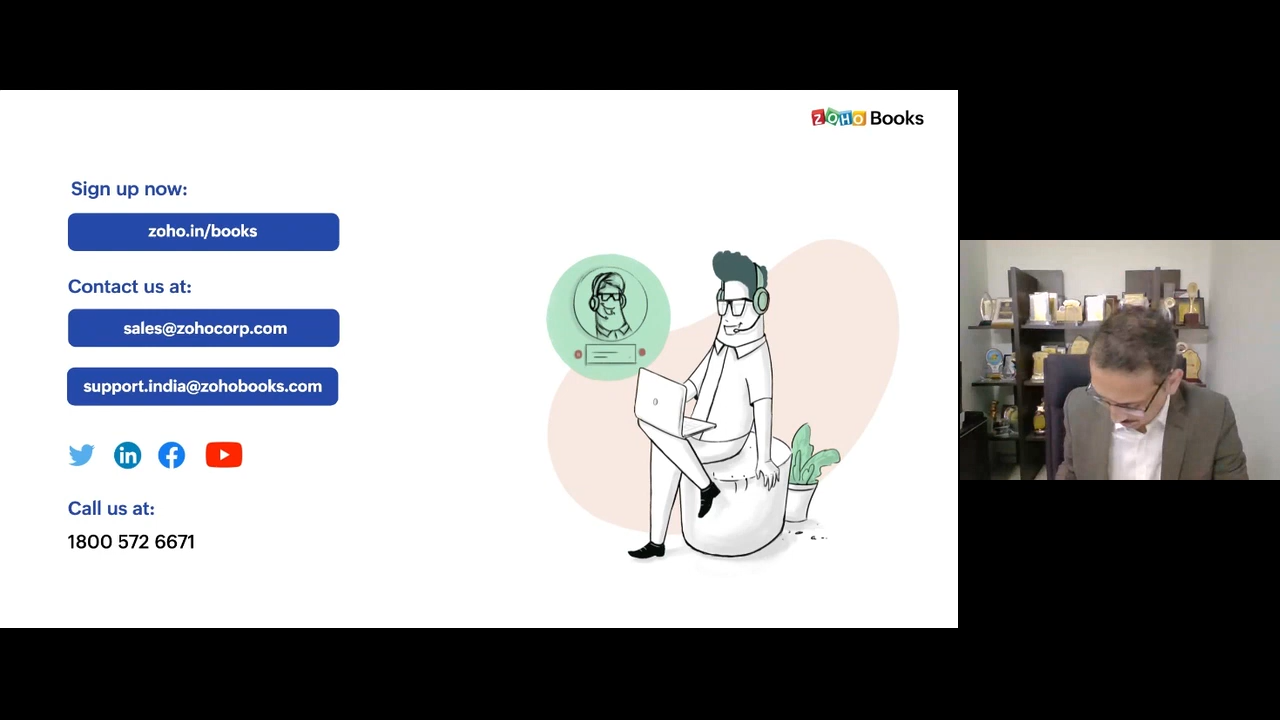 ZOHO Books
Sign up now:
zoho.in/books
Contact us at:
sales@zohocorp.com
support.india@zohobooks.com
in
Call us at:
1800 572 6671